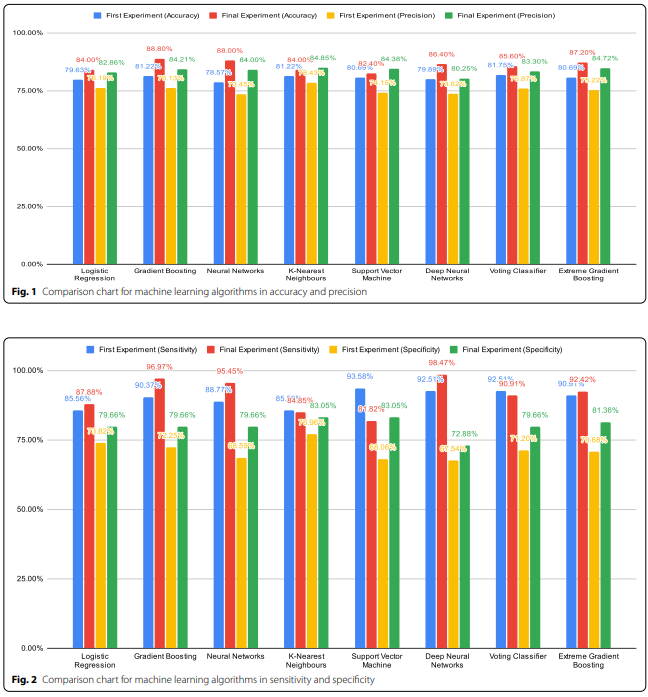 First Experiment (Accuracy) Final Experiment (Accuracy) First Experiment (Precision) Final Experiment (Precision)
100.00%
75.00%
50.00%
25.00%
0.00%
79.63% 84.00% 82.86%
81.22% 88.80% 84.21%
78.57% 88.00% 84.00%
81.22% 84.00% 84.85%
80.69% 82.40% 84.38%
79.89% 86.40% 80.25%
81.75% 85.60% 83.30%
80.69% 87.20% 84.72%
Logistic Regression
Gradient Boosting
Neural Networks
K-Nearest Neighbours
Support Vector Machine
Deep Neural Networks
Voting Classifier
Extreme Gradient Boosting
Fig. 1 Comparison chart for machine learning algorithms in accuracy and precision
First Experiment (Sensitivity) Final Experiment (Sensitivity) First Experiment (Specificity) Final Experiment (Specificity)
100.00%
75.00%
50.00%
25.00%
0.00%
85.56% 87.88% 79.66%
90.37% 96.97% 79.66%
88.77% 95.45% 79.66%
84.85% 83.05%
93.58% 81.82% 83.05%
92.51% 98.47% 72.88%
92.51% 90.91% 71.20% 79.66%
90.91% 92.42% 81.36%
Logistic Regression
Gradient Boosting
Neural Networks
K-Nearest Neighbours
Support Vector Machine
Deep Neural Networks
Voting Classifier
Extreme Gradient Boosting
Fig. 2 Comparison chart for machine learning algorithms in sensitivity and specificity